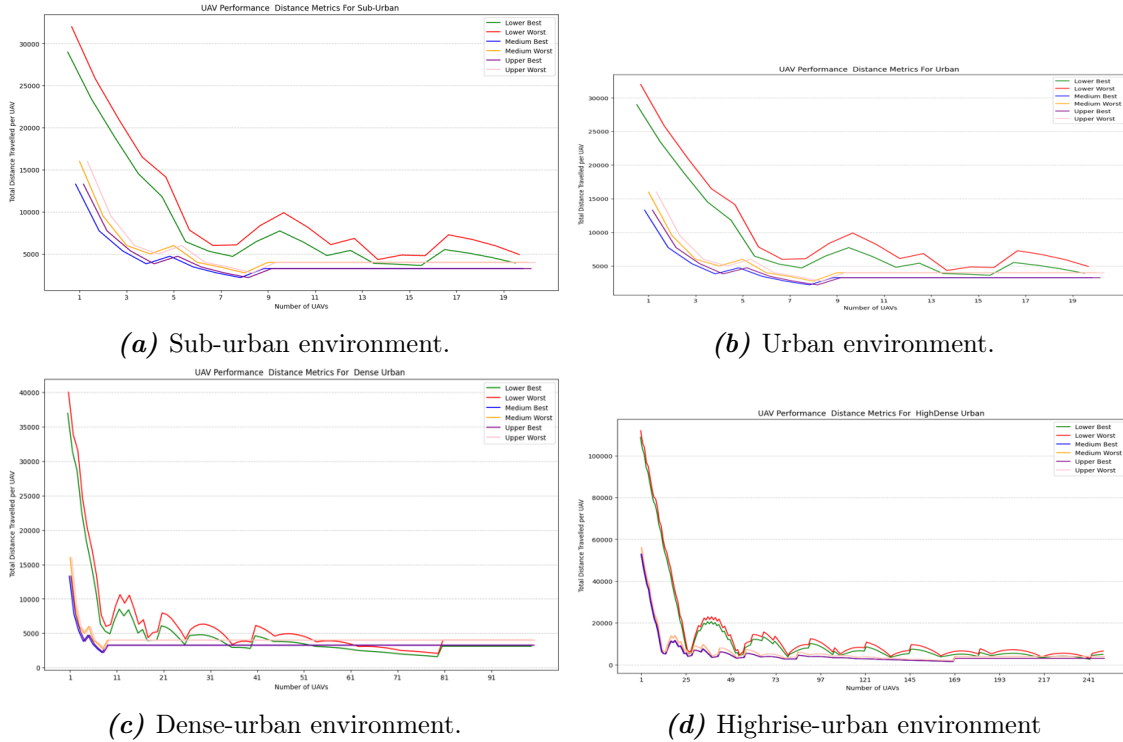 UAV Performance Distance Metrics For Sub-Urban
Total Distance Travelled per UAV
30000
25000
20000
15000
10000
5000
Lower Best
Lower Worst
Medium Best
Medium Worst
Upper Best
Upper Worst
1 3 5 7 9 11 13 15 17 19
Number of UAVs
(a) Sub-urban environment.
UAV Performance Distance Metrics For Urban
Total Distance Travelled per UAV
30000
25000
20000
15000
10000
5000
0
Lower Best
Lower Worst
Medium Best
Medium Worst
Upper Best
Upper Worst
1 3 5 7 9 11 13 15 17 19
Number of UAVs
(b) Urban environment.
UAV Performance Distance Metrics For Dense Urban
Total Distance Travelled per UAV
40000
35000
30000
25000
20000
15000
10000
5000
0
Lower Best
Lower Worst
Medium Best
Medium Worst
Upper Best
Upper Worst
1 11 21 31 41 51 61 71 81 91
Number of UAVs
(c) Dense-urban environment.
UAV Performance Distance Metrics For HighDense Urban
Total Distance Travelled per UAV
100000
80000
60000
40000
20000
0
Lower Best
Lower Worst
Medium Best
Medium Worst
Upper Best
Upper Worst
1 25 49 73 97 121 145 169 193 217 241
Number of UAVs
(d) Highrise-urban environment